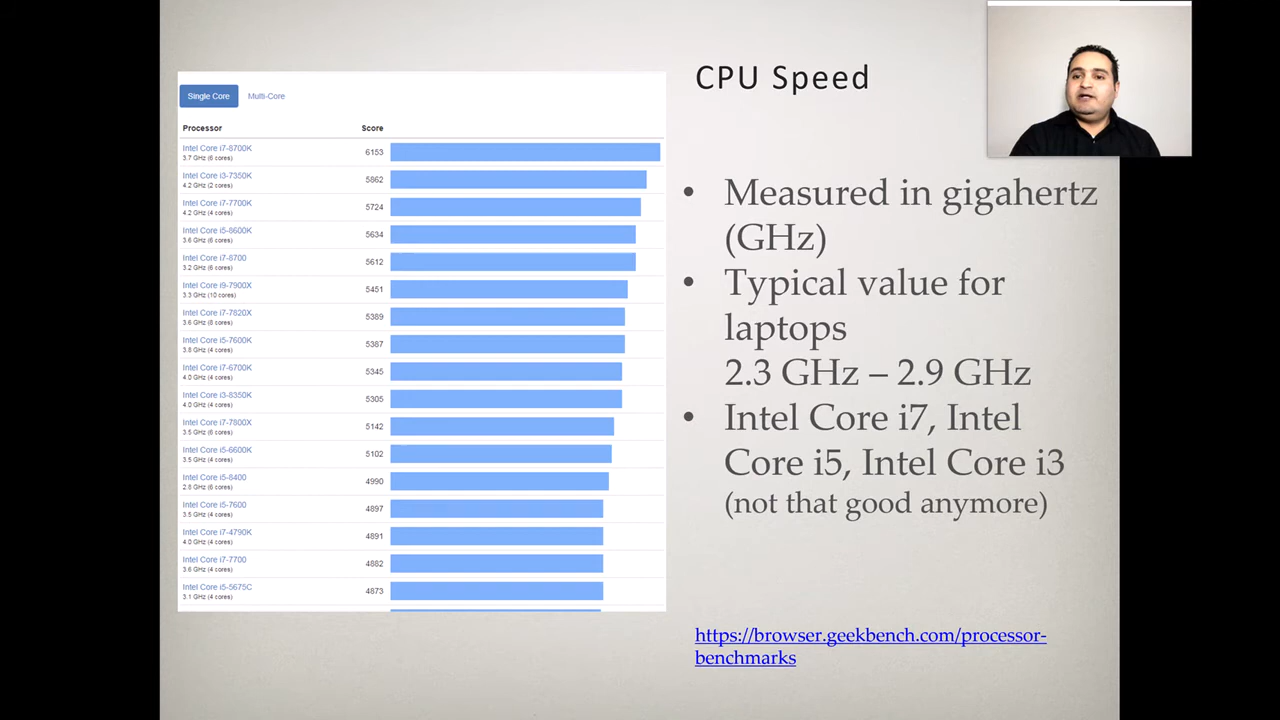 CPU Speed
Single Core Multi-Core
Processor Score
Intel Core i7-8700K
3.7 GHz (6 cores)
6153
Intel Core i3-7350K
4.2 GHz (2 cores)
5862
Intel Core i7-7700K
4.2 GHz (4 cores)
5724
Intel Core i5-8600K
3.6 GHz (6 cores)
5634
Intel Core i7-8700
3.2 GHz (6 cores)
5612
Intel Core i9-7900X
3.3 GHz (10 cores)
5451
Intel Core i7-7820X
3.6 GHz (8 cores)
5389
Intel Core i5-7600K
3.8 GHz (4 cores)
5387
Intel Core i7-6700K
4.0 GHz (4 cores)
5345
Intel Core i3-8350K
4.0 GHz (4 cores)
5305
Intel Core i7-7800X
3.5 GHz (6 cores)
5142
Intel Core i5-6600K
3.5 GHz (4 cores)
5102
Intel Core i5-8400
2.8 GHz (6 cores)
4990
Intel Core i5-7600
3.5 GHz (4 cores)
4897
Intel Core i7-4790K
4.0 GHz (4 cores)
4891
Intel Core i7-7700
3.6 GHz (4 cores)
4882
Intel Core i5-5675C
3.1 GHz (4 cores)
4873
• Measured in gigahertz
(GHz)
• Typical value for
laptops
2.3 GHz – 2.9 GHz
• Intel Core i7, Intel
Core i5, Intel Core i3
(not that good anymore)
https://browser.geekbench.com/processor-
benchmarks